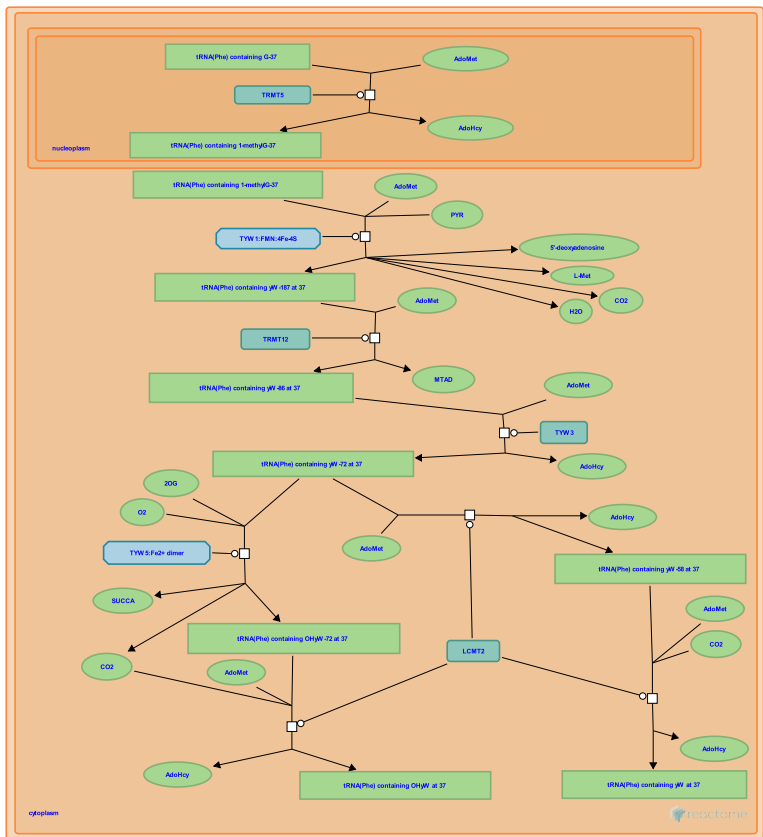 tRNA(Phe) containing G-37
AdoMet
TRMT5
AdoHcy
tRNA(Phe) containing 1-methylG-37
nucleoplasm
tRNA(Phe) containing 1-methylG-37
AdoMet
PYR
TYW1:FMN:4Fe-4S
5'-deoxyadenosine
L-Met
tRNA(Phe) containing yW-187 at 37
AdoMet
CO2
H2O
TRMT12
MTAD
tRNA(Phe) containing yW-86 at 37
AdoMet
TYW3
tRNA(Phe) containing yW-72 at 37
AdoHcy
2OG
O2
AdoHcy
AdoMet
TYW5:Fe2+ dimer
tRNA(Phe) containing yW-58 at 37
SUCCA
AdoMet
tRNA(Phe) containing OHyW-72 at 37
CO2
LCMT2
CO2
AdoMet
AdoHcy
AdoHcy
tRNA(Phe) containing OHyW at 37
tRNA(Phe) containing yW at 37
cytoplasm
reactome